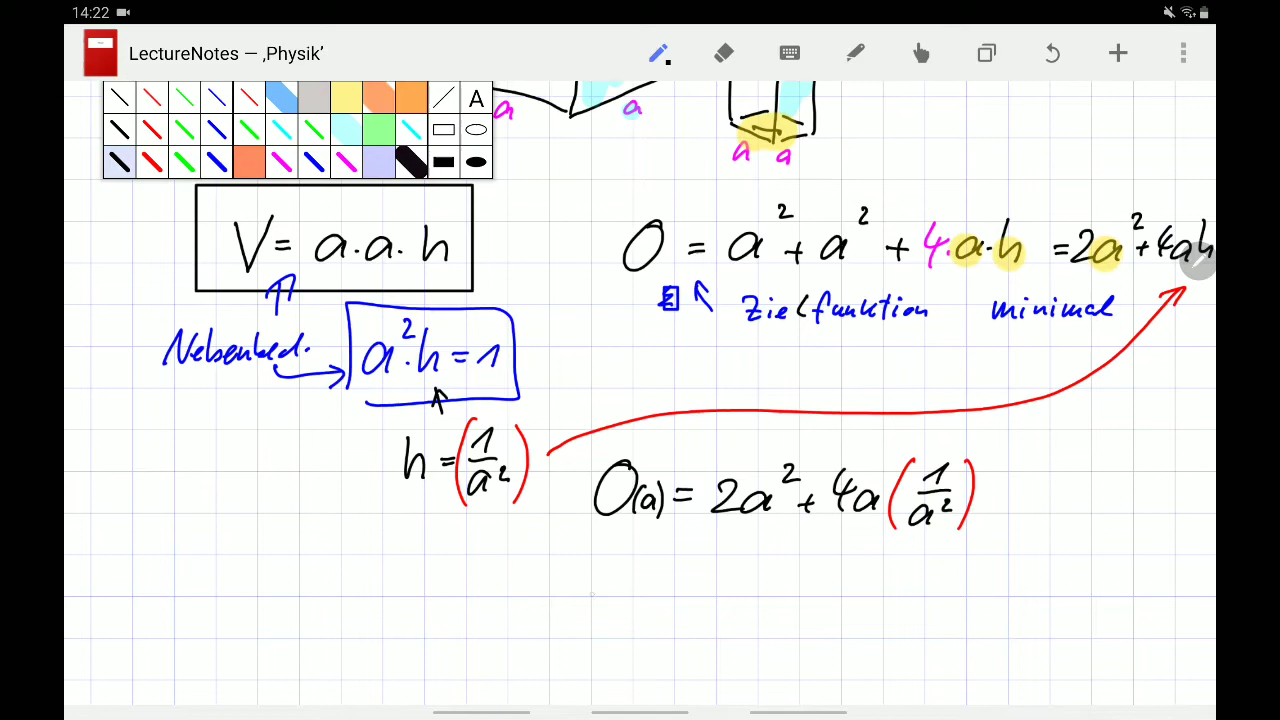 14:22
LectureNotes — ‚Physik’
A
a a
a a
V = a·a·h
O = a² + a² + 4·a·h = 2a² + 4ah
Zielfunktion minimal
Nebenbed. a²·h = 1
h = (1/a²)
O(a) = 2a² + 4a (1/a²)